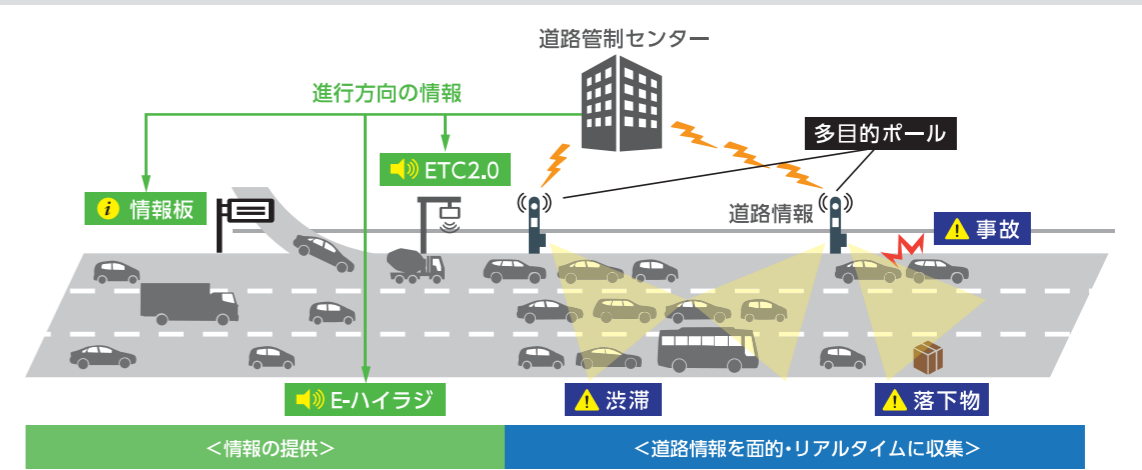 道路管制センター
進行方向の情報
多目的ポール
ETC2.0
i 情報板
道路情報
事故
E-ハイラジ
渋滞
落下物
<情報の提供>
<道路情報を面的・リアルタイムに収集>